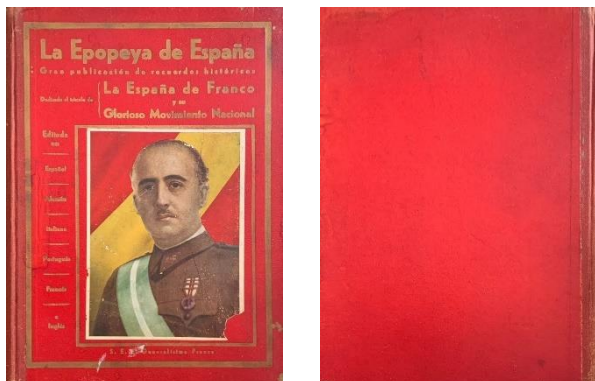 La Epopeya de España
Gran publicación de recuerdos históricos
Dedicada al triunfo de
La España de Franco
y su
Glorioso Movimiento Nacional
Editada
en
Español
Alemán
Italiano
Portugués
Francés
e
Inglés
S. E. Generalísimo Franco